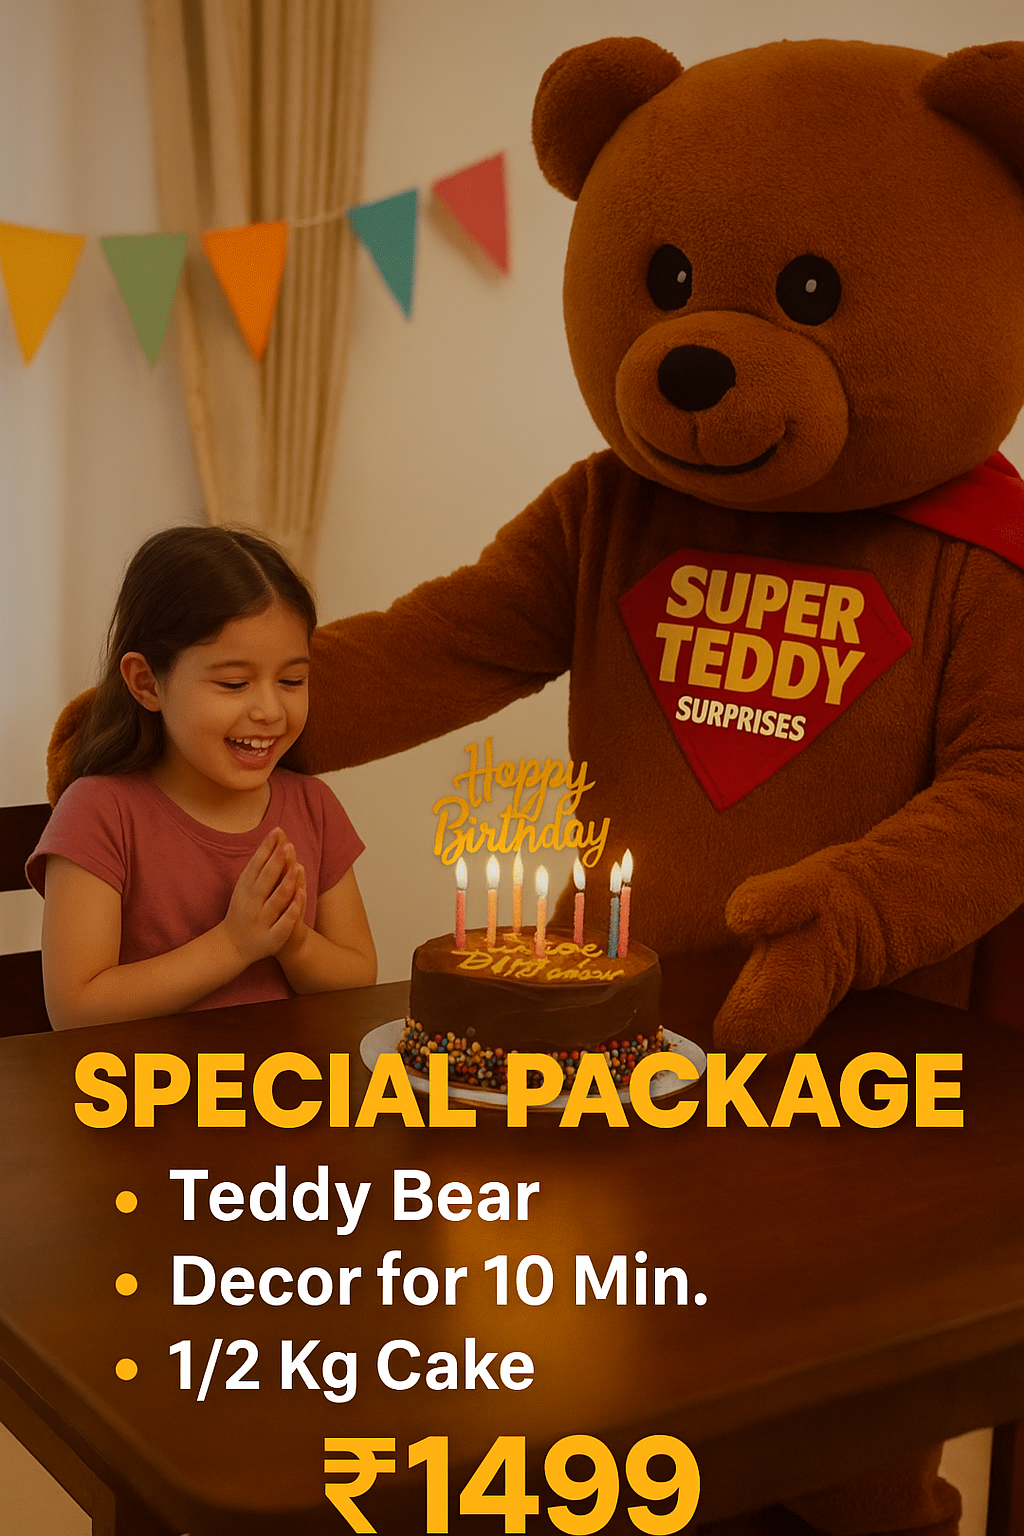 SUPER
TEDDY
SURPRISES
Happy
Birthday
SPECIAL PACKAGE
• Teddy Bear
• Decor for 10 Min.
• 1/2 Kg Cake
₹1499